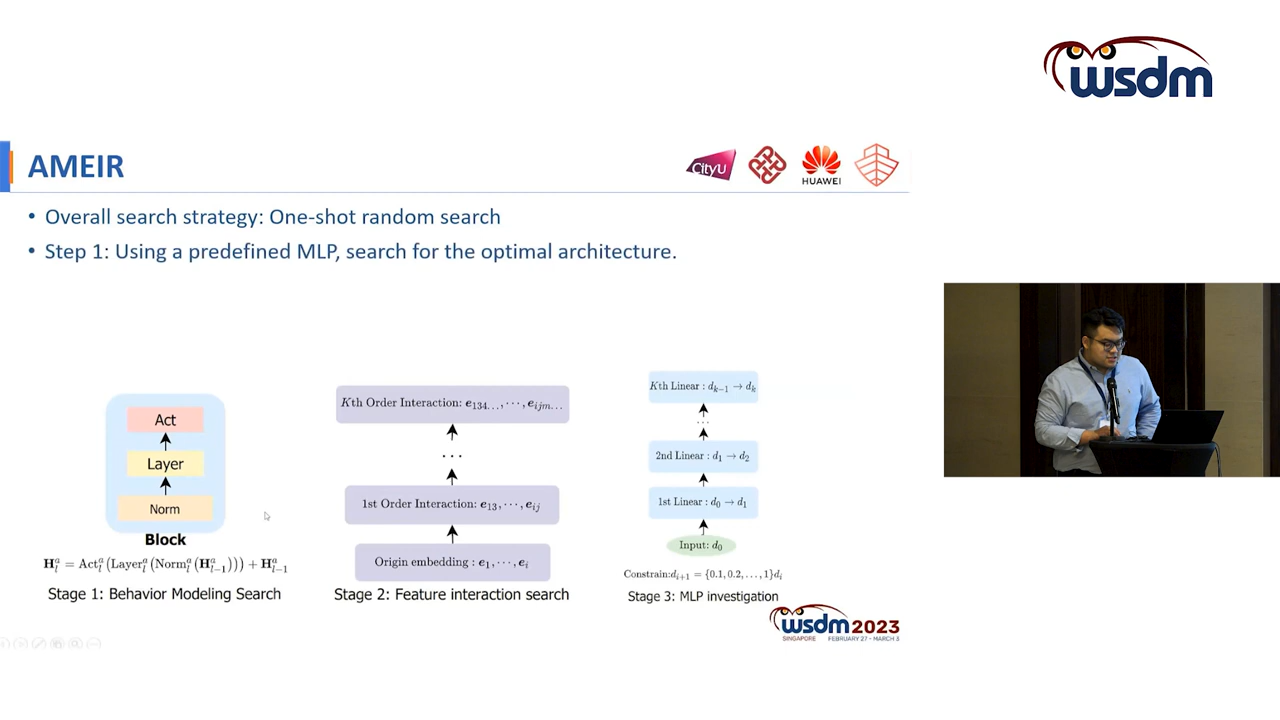 wsdm
AMEIR
CityU
HUAWEI
• Overall search strategy: One-shot random search
• Step 1: Using a predefined MLP, search for the optimal architecture.
Act
Layer
Norm
Block
H_l^a = Act_l^a (Layer_l^a (Norm_l^a (H_{l-1}^a))) + H_{l-1}^a
Stage 1: Behavior Modeling Search
Kth Order Interaction: e_{134...}, ···, e_{ijm...}
···
1st Order Interaction: e_{13}, ···, e_{ij}
Origin embedding : e_1, ···, e_i
Stage 2: Feature interaction search
Kth Linear : d_{k-1} → d_k
···
2nd Linear : d_1 → d_2
1st Linear : d_0 → d_1
Input: d_0
Constrain:d_{i+1} = {0.1, 0.2, ..., 1}d_i
Stage 3: MLP investigation
wsdm 2023
SINGAPORE FEBRUARY 27 - MARCH 3